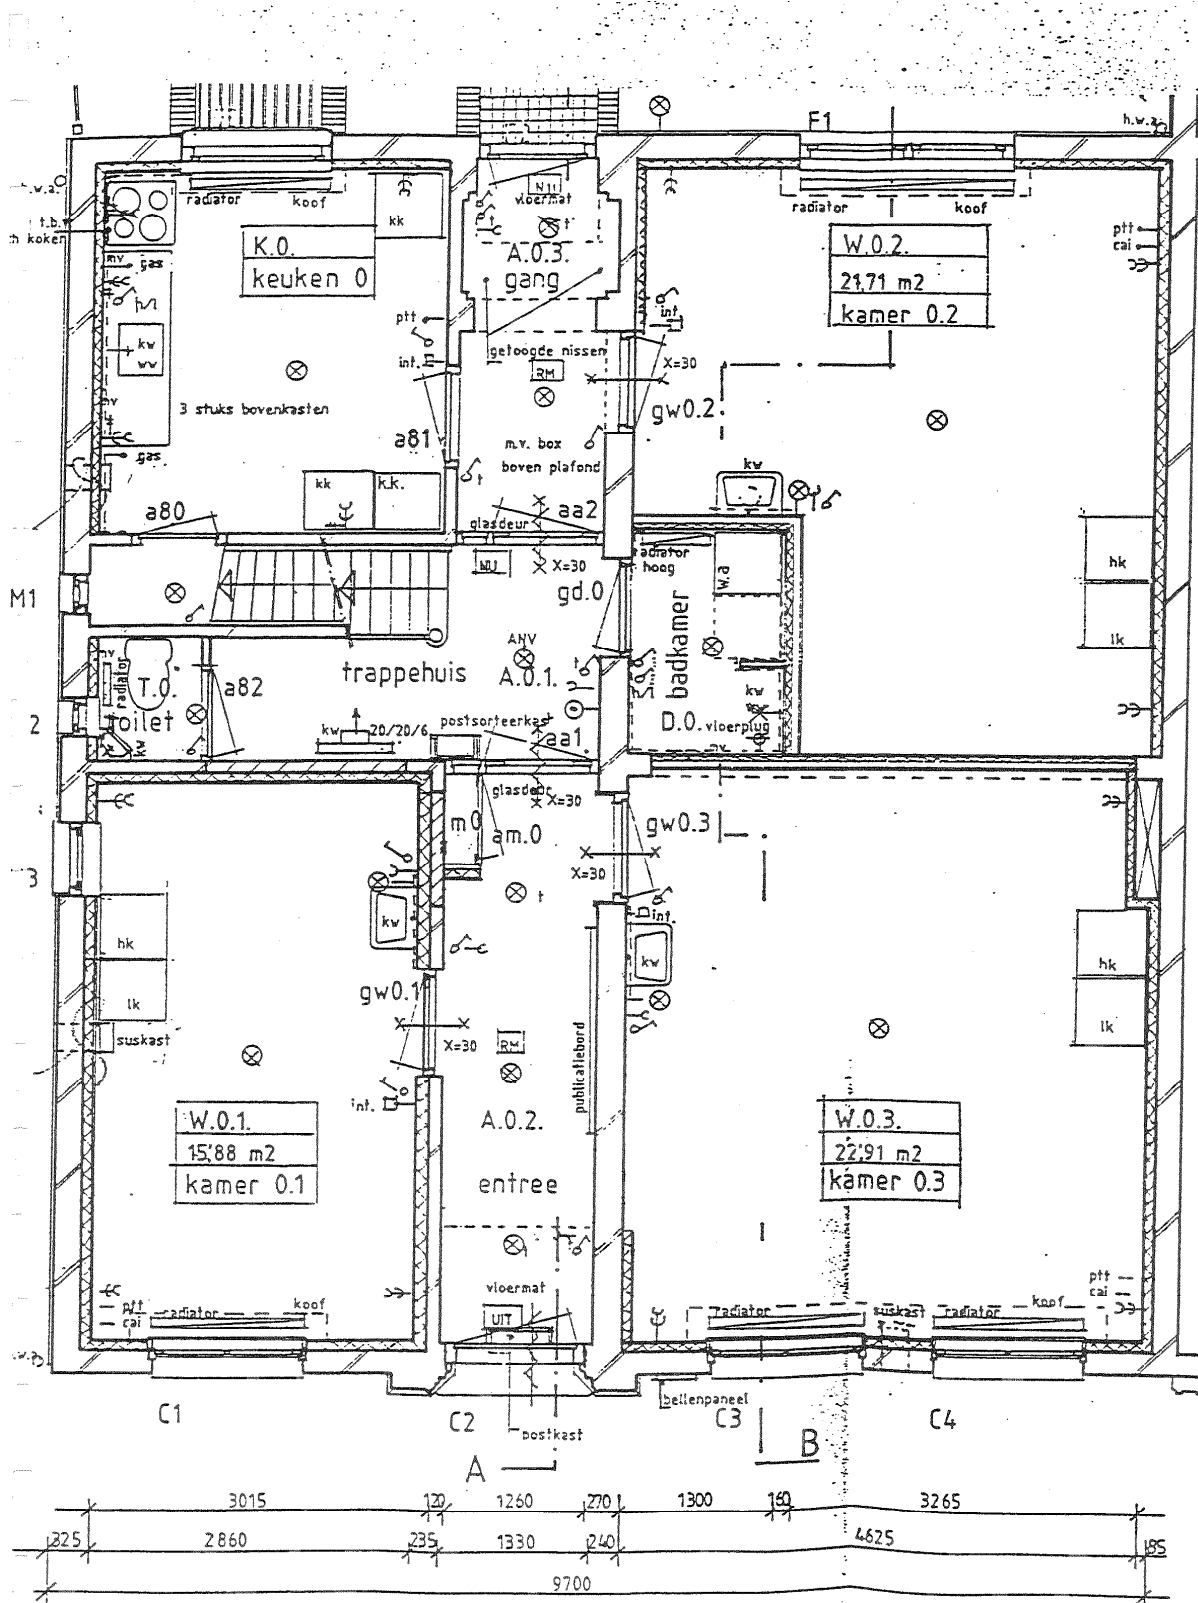 F1
h.w.a.
.w.a.
t.b.
h koken
radiator
koof
kk
K.0.
keuken 0
mv
gas
kw
ww
ptt
int.
3 stuks bovenkasten
a81
gas
kk
k.k.
a80
vloermat
A.0.3.
gang
getoogde nissen
RM
X=30
m.v. box
boven plafond
t
glasdeur
aa2
radiator
koof
W.0.2.
21,71 m2
kamer 0.2
ptt
cai
int.
gw0.2
kw
hk
lk
M1
X=30
gd.0
radiator
hoog
w.a
badkamer
kw
D.0.
vloerplug
ANV
trappehuis
A.0.1.
t
radiator
T.0.
toilet
kw
a82
2
kw
20/20/6
postsorteerkast
aa1
glasdeur
X=30
m0
am.0
gw0.3
X=30
t
int.
kw
3
hk
lk
suskast
kw
gw0.1
X=30
RM
int.
publicatiebord
A.0.2.
entree
W.0.1.
15,88 m2
kamer 0.1
W.0.3.
22,91 m2
kamer 0.3
hk
lk
vloermat
UIT
ptt
cai
radiator
koof
radiator
suskast
radiator
koof
ptt
cai
bellenpaneel
postkast
C1
C2
C3
C4
A
B
3015
120
1260
270
1300
160
3265
325
2860
235
1330
240
4625
85
9700